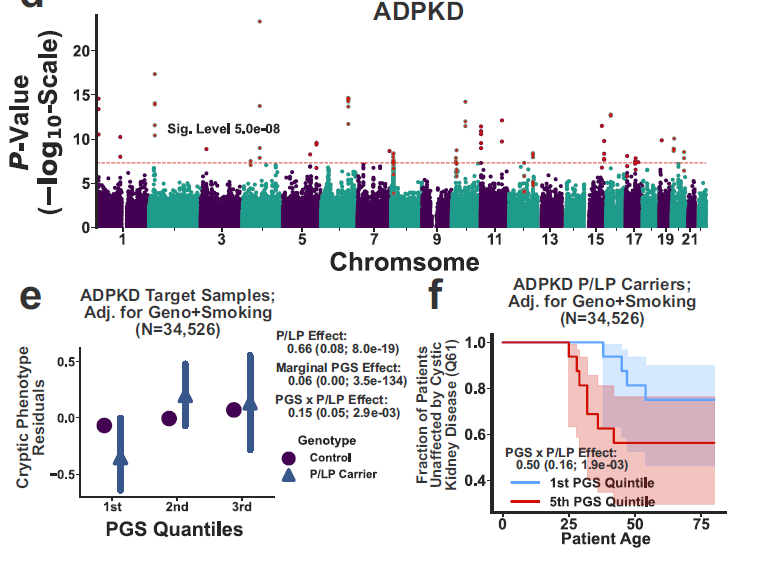 d
ADPKD
P-Value
(−log10-Scale)
20
15
10
5
0
Sig. Level 5.0e-08
1
3
5
7
9
11
13
15
17
19
21
Chromsome
e
ADPKD Target Samples;
Adj. for Geno+Smoking
(N=34,526)
Cryptic Phenotype
Residuals
0.5
0.0
−0.5
1st
2nd
3rd
PGS Quantiles
P/LP Effect:
0.66 (0.08; 8.0e-19)
Marginal PGS Effect:
0.06 (0.00; 3.5e-134)
PGS x P/LP Effect:
0.15 (0.05; 2.9e-03)
Genotype
Control
P/LP Carrier
f
ADPKD P/LP Carriers;
Adj. for Geno+Smoking
(N=34,526)
Fraction of Patients
Unaffected by Cystic
Kidney Disease (Q61)
1.0
0.8
0.6
0.4
PGS x P/LP Effect:
0.50 (0.16; 1.9e-03)
1st PGS Quintile
5th PGS Quintile
0
25
50
75
Patient Age